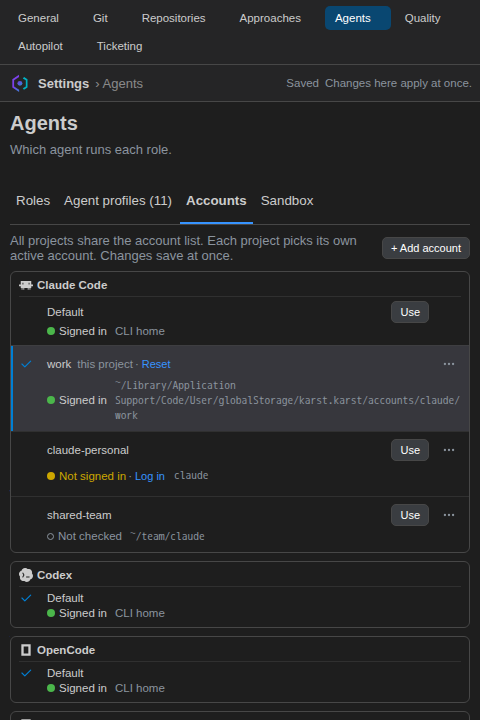 General Git Repositories Approaches Agents Quality
Autopilot Ticketing
Settings › Agents Saved Changes here apply at once.
Agents
Which agent runs each role.
Roles Agent profiles (11) Accounts Sandbox
All projects share the account list. Each project picks its own
active account. Changes save at once.
+ Add account
Claude Code
Default Use
Signed in CLI home
work this project · Reset ···
~/Library/Application
Signed in Support/Code/User/globalStorage/karst.karst/accounts/claude/
work
claude-personal Use ···
Not signed in · Log in claude
shared-team Use ···
Not checked ~/team/claude
Codex
Default
Signed in CLI home
OpenCode
Default
Signed in CLI home